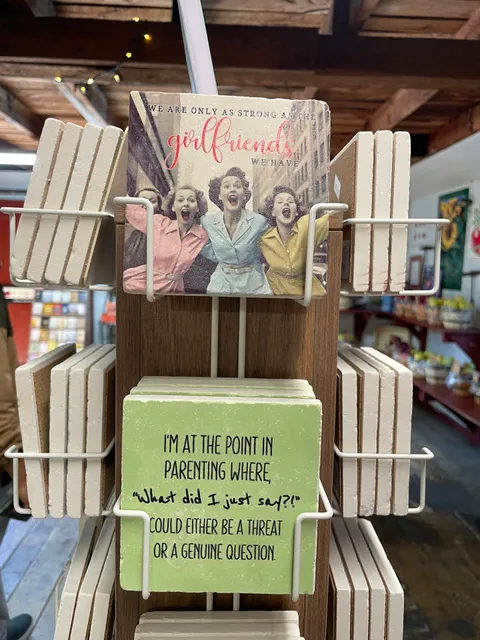 WE ARE ONLY AS STRONG AS THE
girlfriends
WE HAVE
I'M AT THE POINT IN
PARENTING WHERE,
"What did I just say?!"
COULD EITHER BE A THREAT
OR A GENUINE QUESTION.